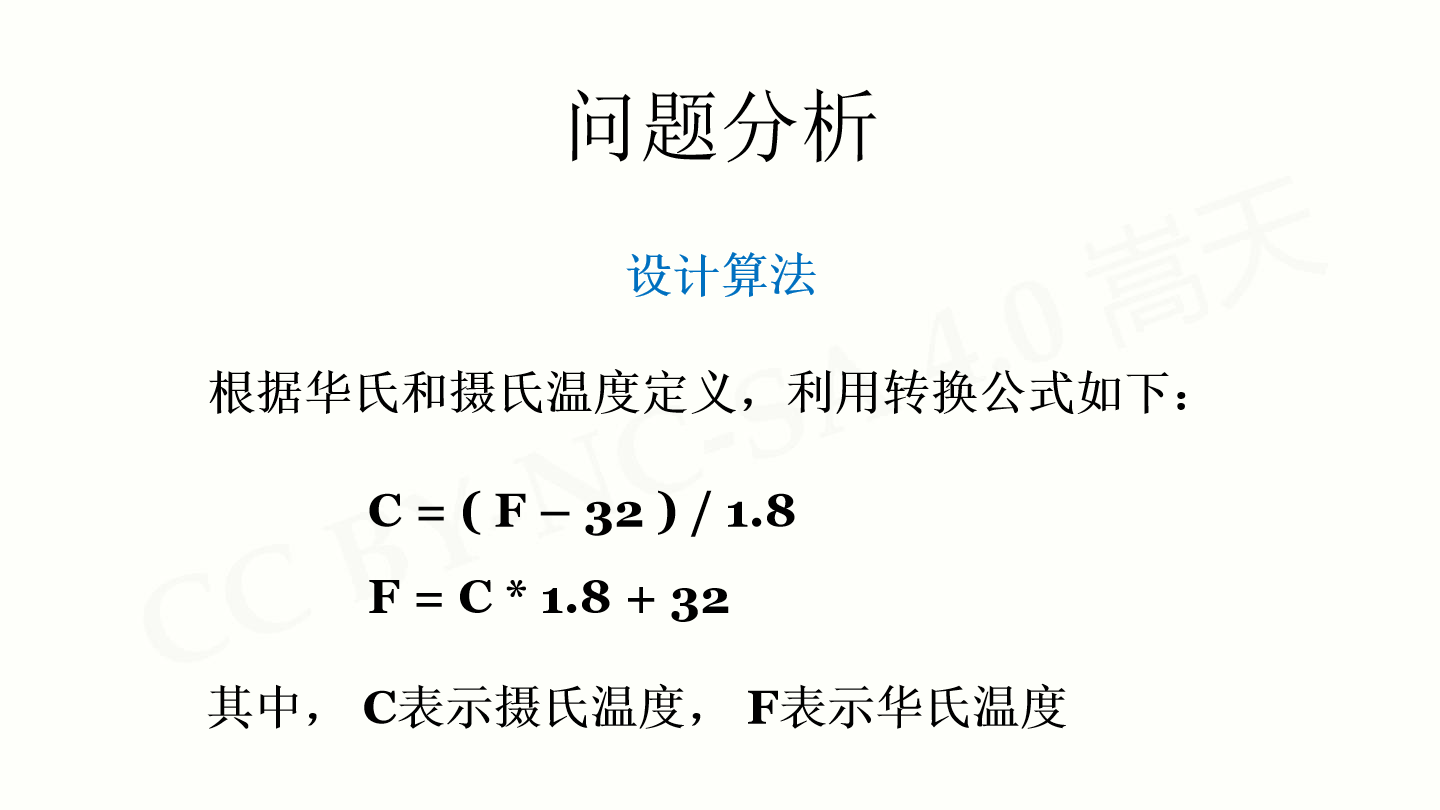 问题分析
设计算法
根据华氏和摄氏温度定义，利用转换公式如下：
C = ( F – 32 ) / 1.8
F = C * 1.8 + 32
其中， C表示摄氏温度， F表示华氏温度
CC BY NC-SA 4.0 嵩天